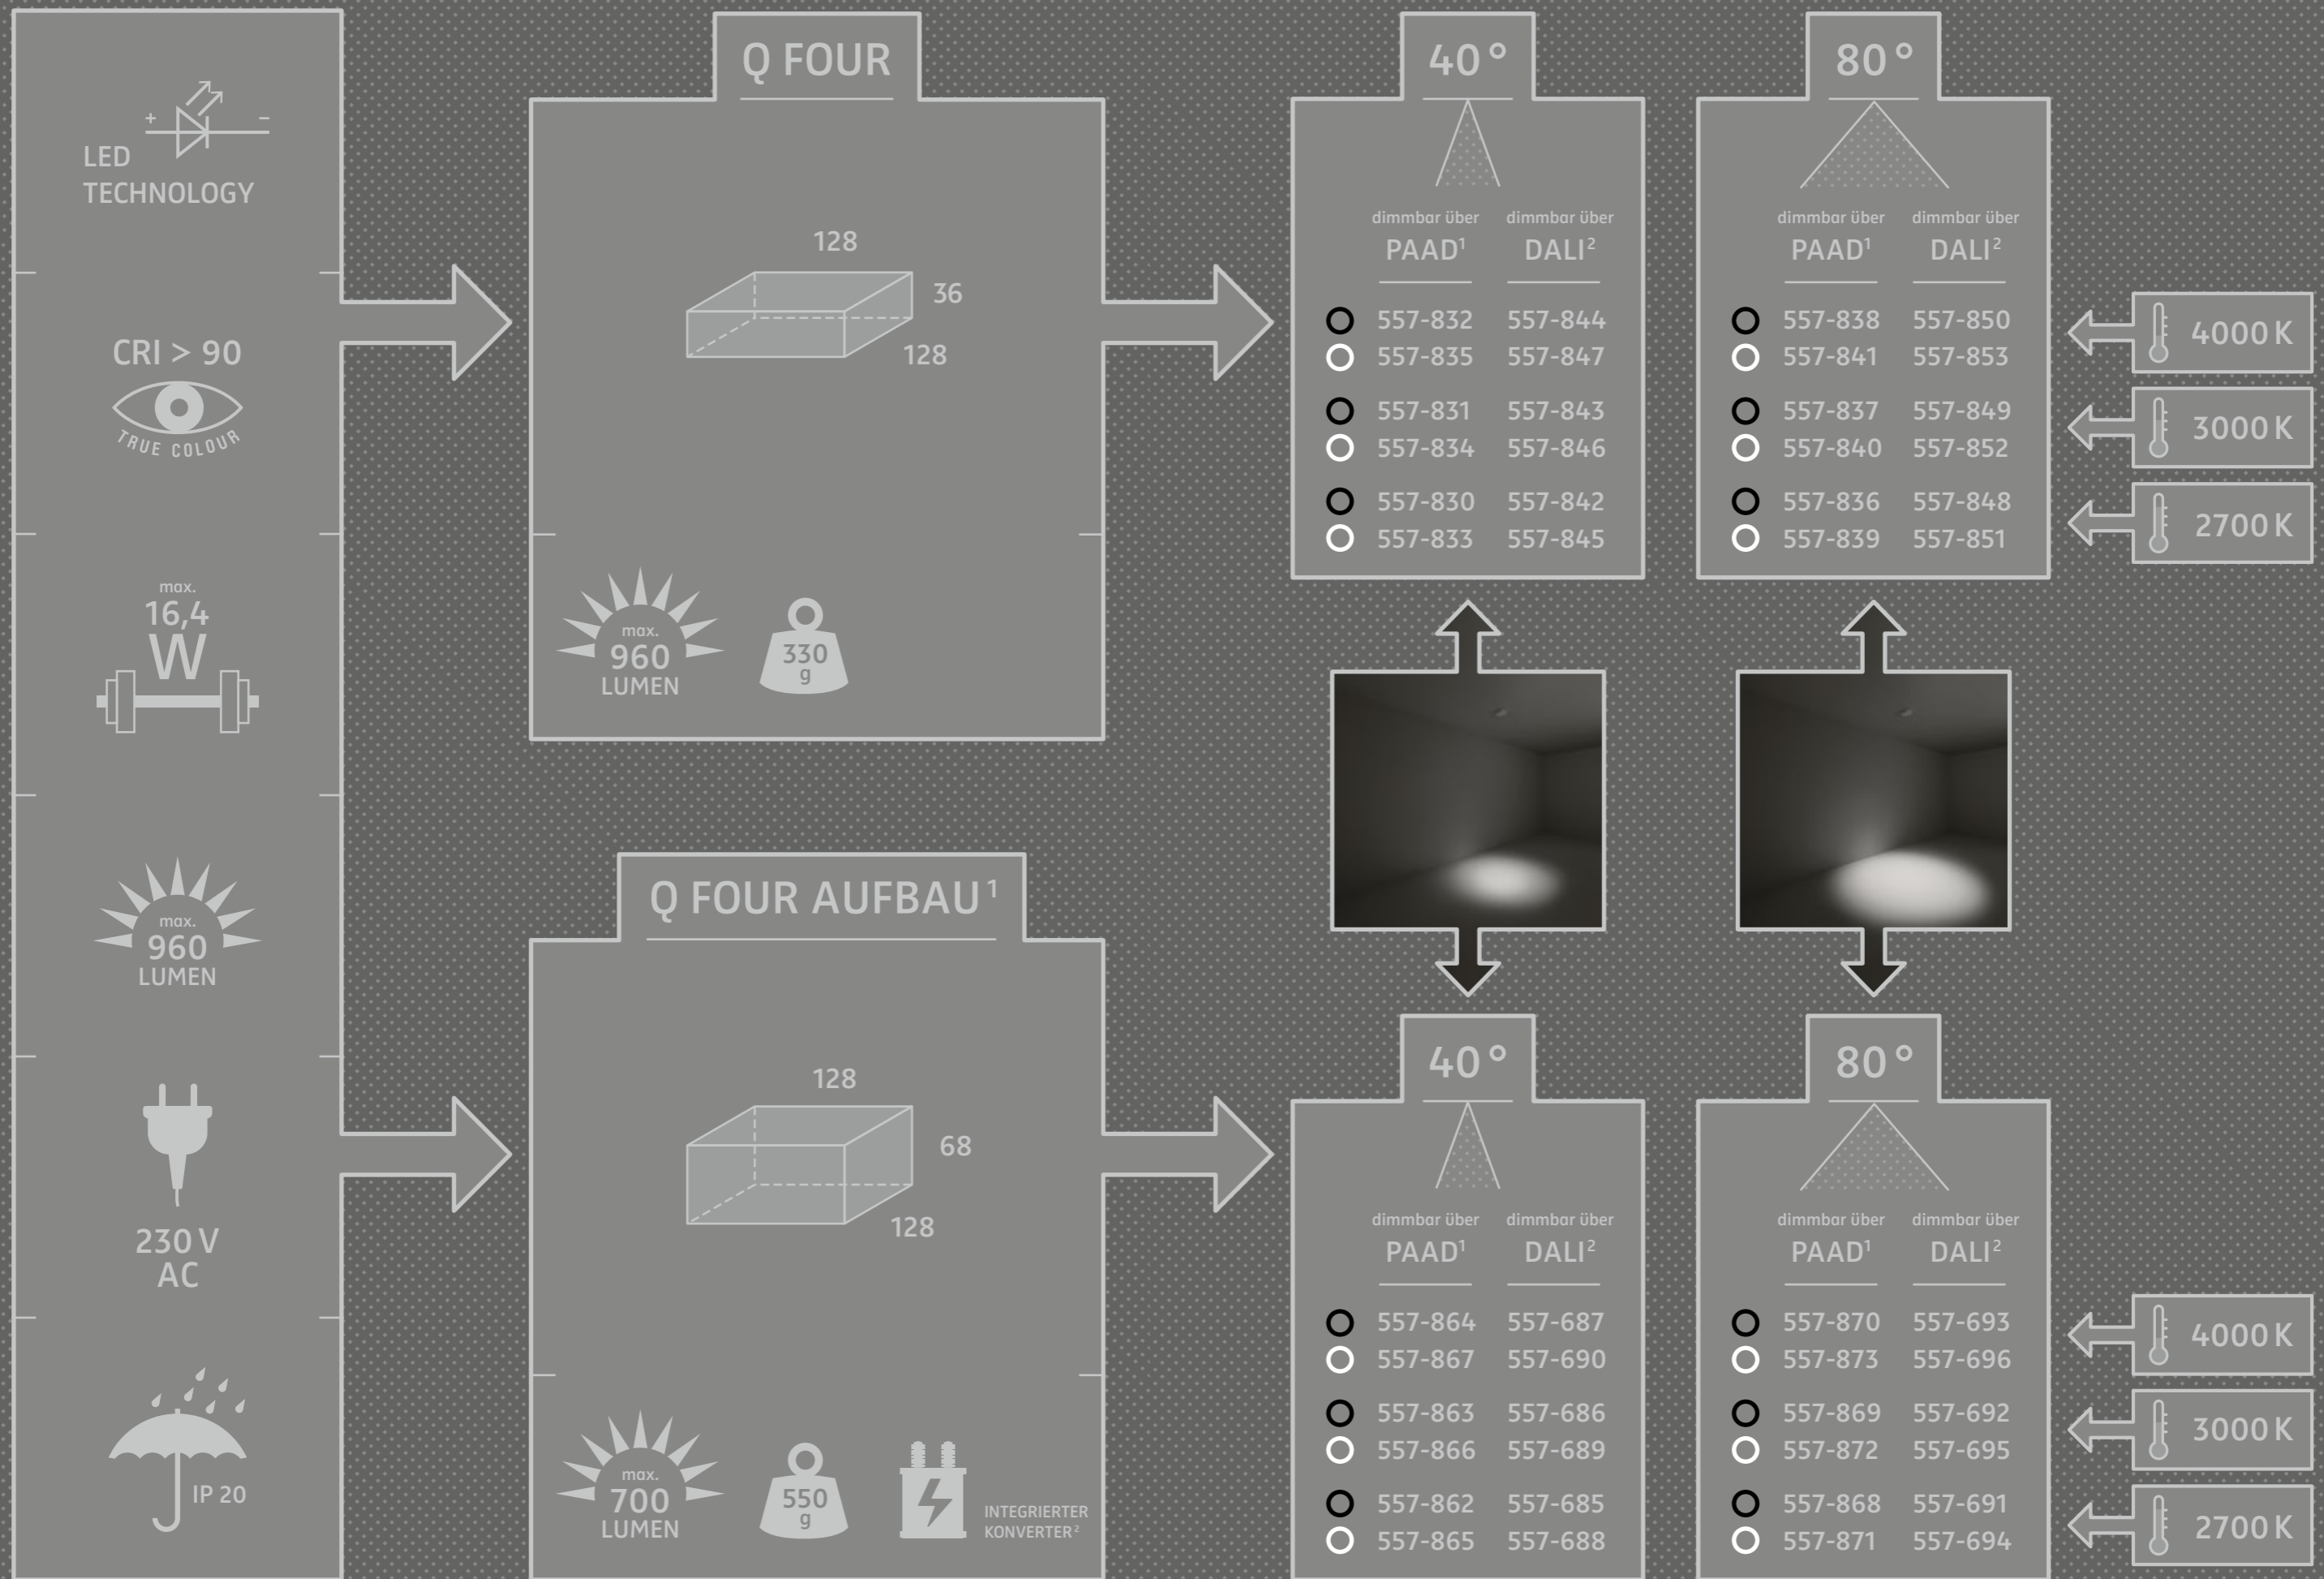 + −
LED
TECHNOLOGY
CRI > 90
TRUE COLOUR
max.
16,4
W
max.
960
LUMEN
230 V
AC
IP 20
Q FOUR
128
36
128
max.
960
LUMEN
330
g
Q FOUR AUFBAU¹
128
68
128
max.
700
LUMEN
550
g
INTEGRIERTER
KONVERTER²
40°
dimmbar über dimmbar über
PAAD¹ DALI²
557-832 557-844
557-835 557-847
557-831 557-843
557-834 557-846
557-830 557-842
557-833 557-845
80°
dimmbar über dimmbar über
PAAD¹ DALI²
557-838 557-850
557-841 557-853
557-837 557-849
557-840 557-852
557-836 557-848
557-839 557-851
4000 K
3000 K
2700 K
40°
dimmbar über dimmbar über
PAAD¹ DALI²
557-864 557-687
557-867 557-690
557-863 557-686
557-866 557-689
557-862 557-685
557-865 557-688
80°
dimmbar über dimmbar über
PAAD¹ DALI²
557-870 557-693
557-873 557-696
557-869 557-692
557-872 557-695
557-868 557-691
557-871 557-694
4000 K
3000 K
2700 K